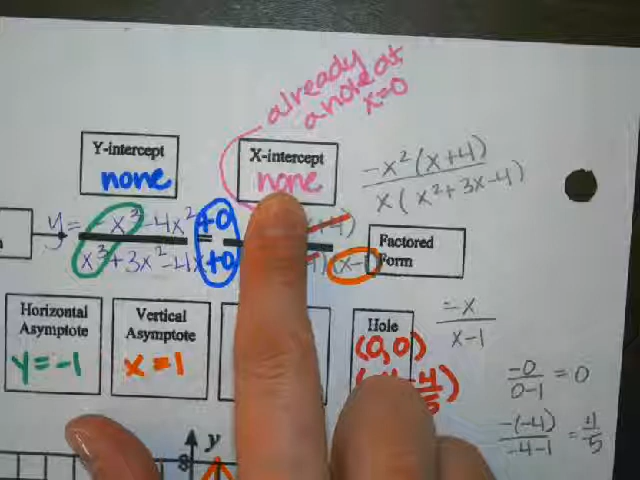 already
a hole at
x=0
Y-intercept
none
X-intercept
none
-x²(x+4)
x(x²+3x-4)
y= -x³-4x²+0
x³+3x²-4x+0
(x-
Factored
Form
Horizontal
Asymptote
y=-1
Vertical
Asymptote
x=1
Hole
(0,0)
-x
x-1
-0
0-1
=0
-(-4)
-4-1
=4
5
y
8